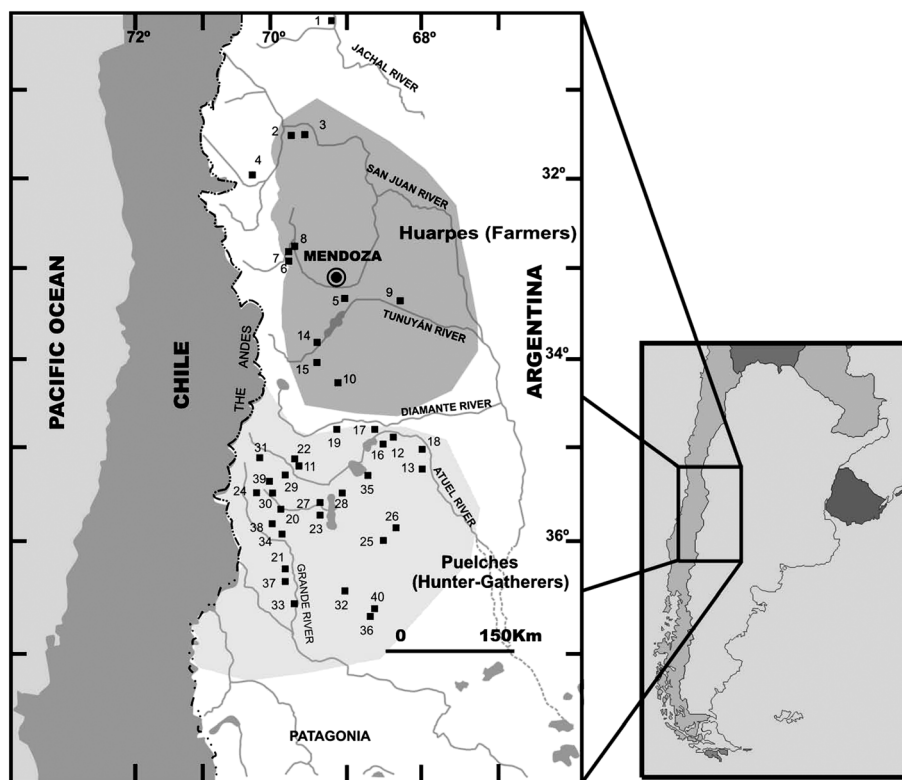 72º
70º
68º
1
JACHAL RIVER
2
3
4
32º
SAN JUAN RIVER
Huarpes (Farmers)
8
7
6
MENDOZA
5
9
TUNUYÁN RIVER
14
15
10
34º
PACIFIC OCEAN
CHILE
THE ANDES
ARGENTINA
DIAMANTE RIVER
19
17
16
12
18
13
31
22
11
39
29
24
30
27
28
35
ATUEL RIVER
20
23
38
34
26
25
36º
21
37
GRANDE RIVER
33
32
40
36
Puelches
(Hunter-Gatherers)
0 150Km
PATAGONIA